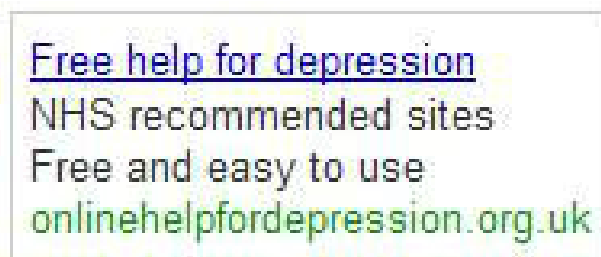 Free help for depression
NHS recommended sites
Free and easy to use
onlinehelpfordepression.org.uk